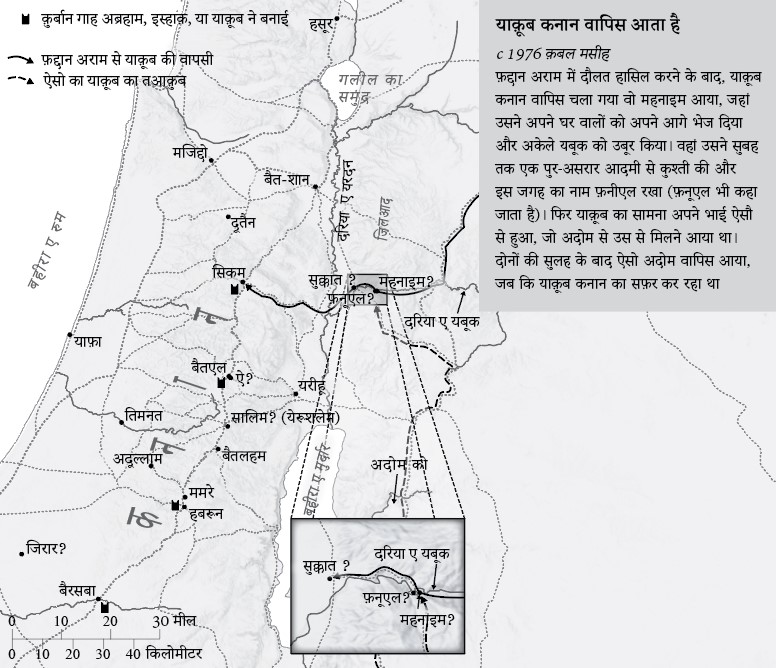 क़ुर्बान गाह अब्रहाम, इस्हाक़, या याक़ूब ने बनाई
फ़द्दान अराम से याक़ूब की वापसी
ऐसो का याक़ूब का तआक़ुब
याक़ूब कनान वापिस आता है
c 1976 क़बल मसीह
फ़द्दान अराम में दौलत हासिल करने के बाद, याक़ूब
कनान वापिस चला गया वो महनाइम आया, जहां
उसने अपने घर वालों को अपने आगे भेज दिया
और अकेले यबूक को उबूर किया। वहां उसने सुबह
तक एक पुर-असरार आदमी से कुश्ती की और
इस जगह का नाम फ़नीएल रखा (फ़नूएल भी कहा
जाता है)। फिर याक़ूब का सामना अपने भाई ऐसौ
से हुआ, जो अदोम से उस से मिलने आया था।
दोनों की सुलह के बाद ऐसो अदोम वापिस आया,
जब कि याक़ूब कनान का सफ़र कर रहा था
हसूर
गलील का
समुंद्र
मजिद्दो
बैत-शान
दरिया ए यरदन
ज़िलआद
दूतैन
बहीरा ए रुम
सिकम
सुक्कात ?
महनाइम?
फ़नूएल?
दरिया ए यबूक
याफ़ा
कनान
बैतएल
ऐ?
यरीहू
तिमनत
सालिम? (येरूशलेम)
अदुल्लाम
बैतलहम
अदोम को
बहीरा ए मुर्दार
ममरे
हबरून
जिरार?
बैरसबा
सुक्कात ?
दरिया ए यबूक
फ़नूएल?
महनाइम?
0 10 20 30 मील
0 10 20 30 40 किलोमीटर